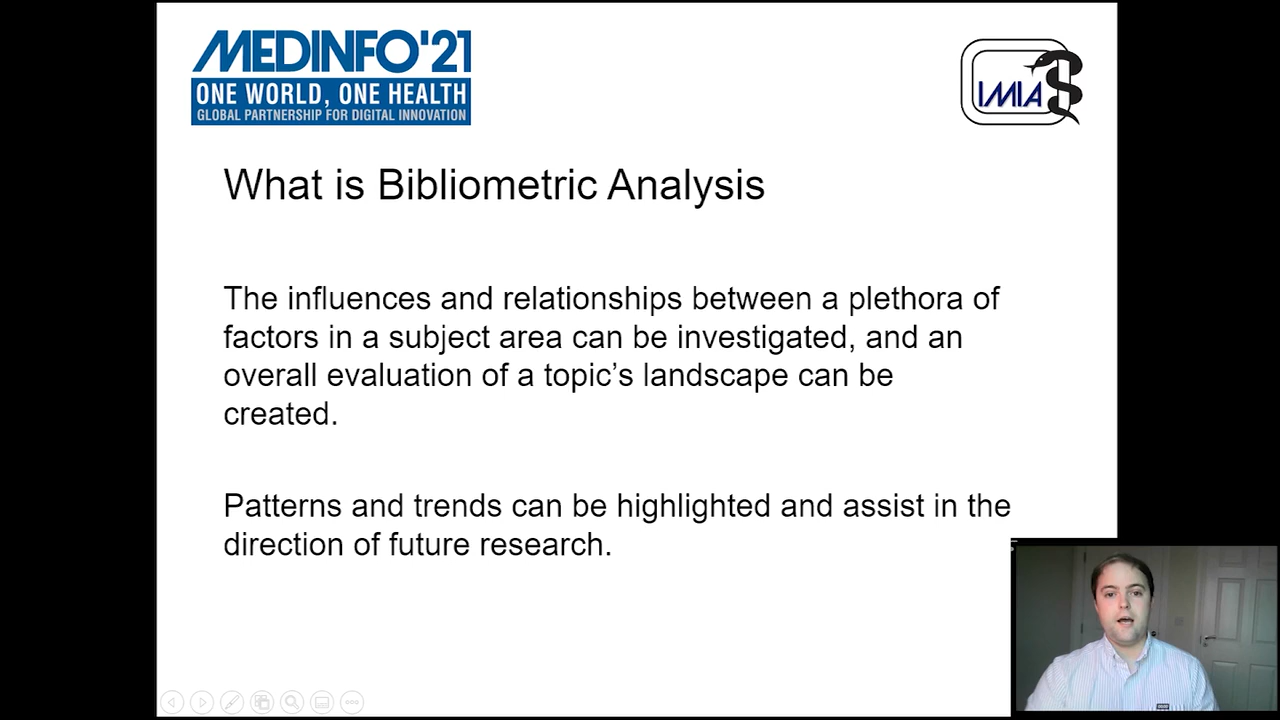 MEDINFO'21
ONE WORLD, ONE HEALTH
GLOBAL PARTNERSHIP FOR DIGITAL INNOVATION
IMIA
What is Bibliometric Analysis
The influences and relationships between a plethora of
factors in a subject area can be investigated, and an
overall evaluation of a topic’s landscape can be
created.
Patterns and trends can be highlighted and assist in the
direction of future research.